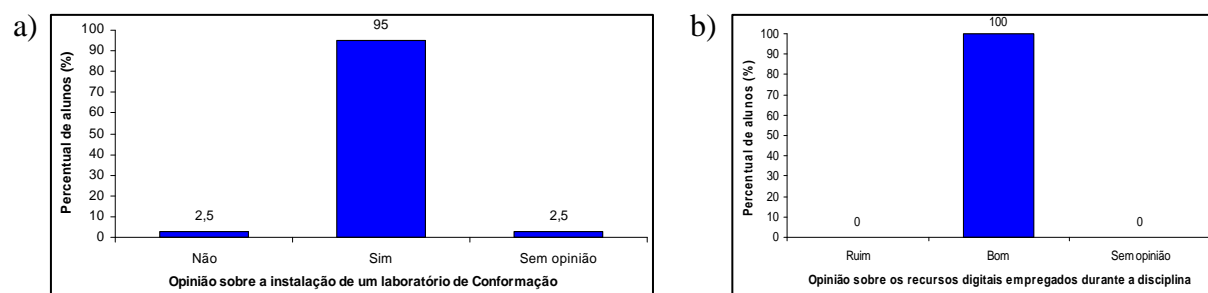 a)
Percentual de alunos (%)
100
90
80
70
60
50
40
30
20
10
0
2,5
95
2,5
Não
Sim
Sem opinião
Opinião sobre a instalação de um laboratório de Conformação
b)
Percentual de alunos (%)
100
90
80
70
60
50
40
30
20
10
0
0
100
0
Ruim
Bom
Sem opinião
Opinião sobre os recursos digitais empregados durante a disciplina